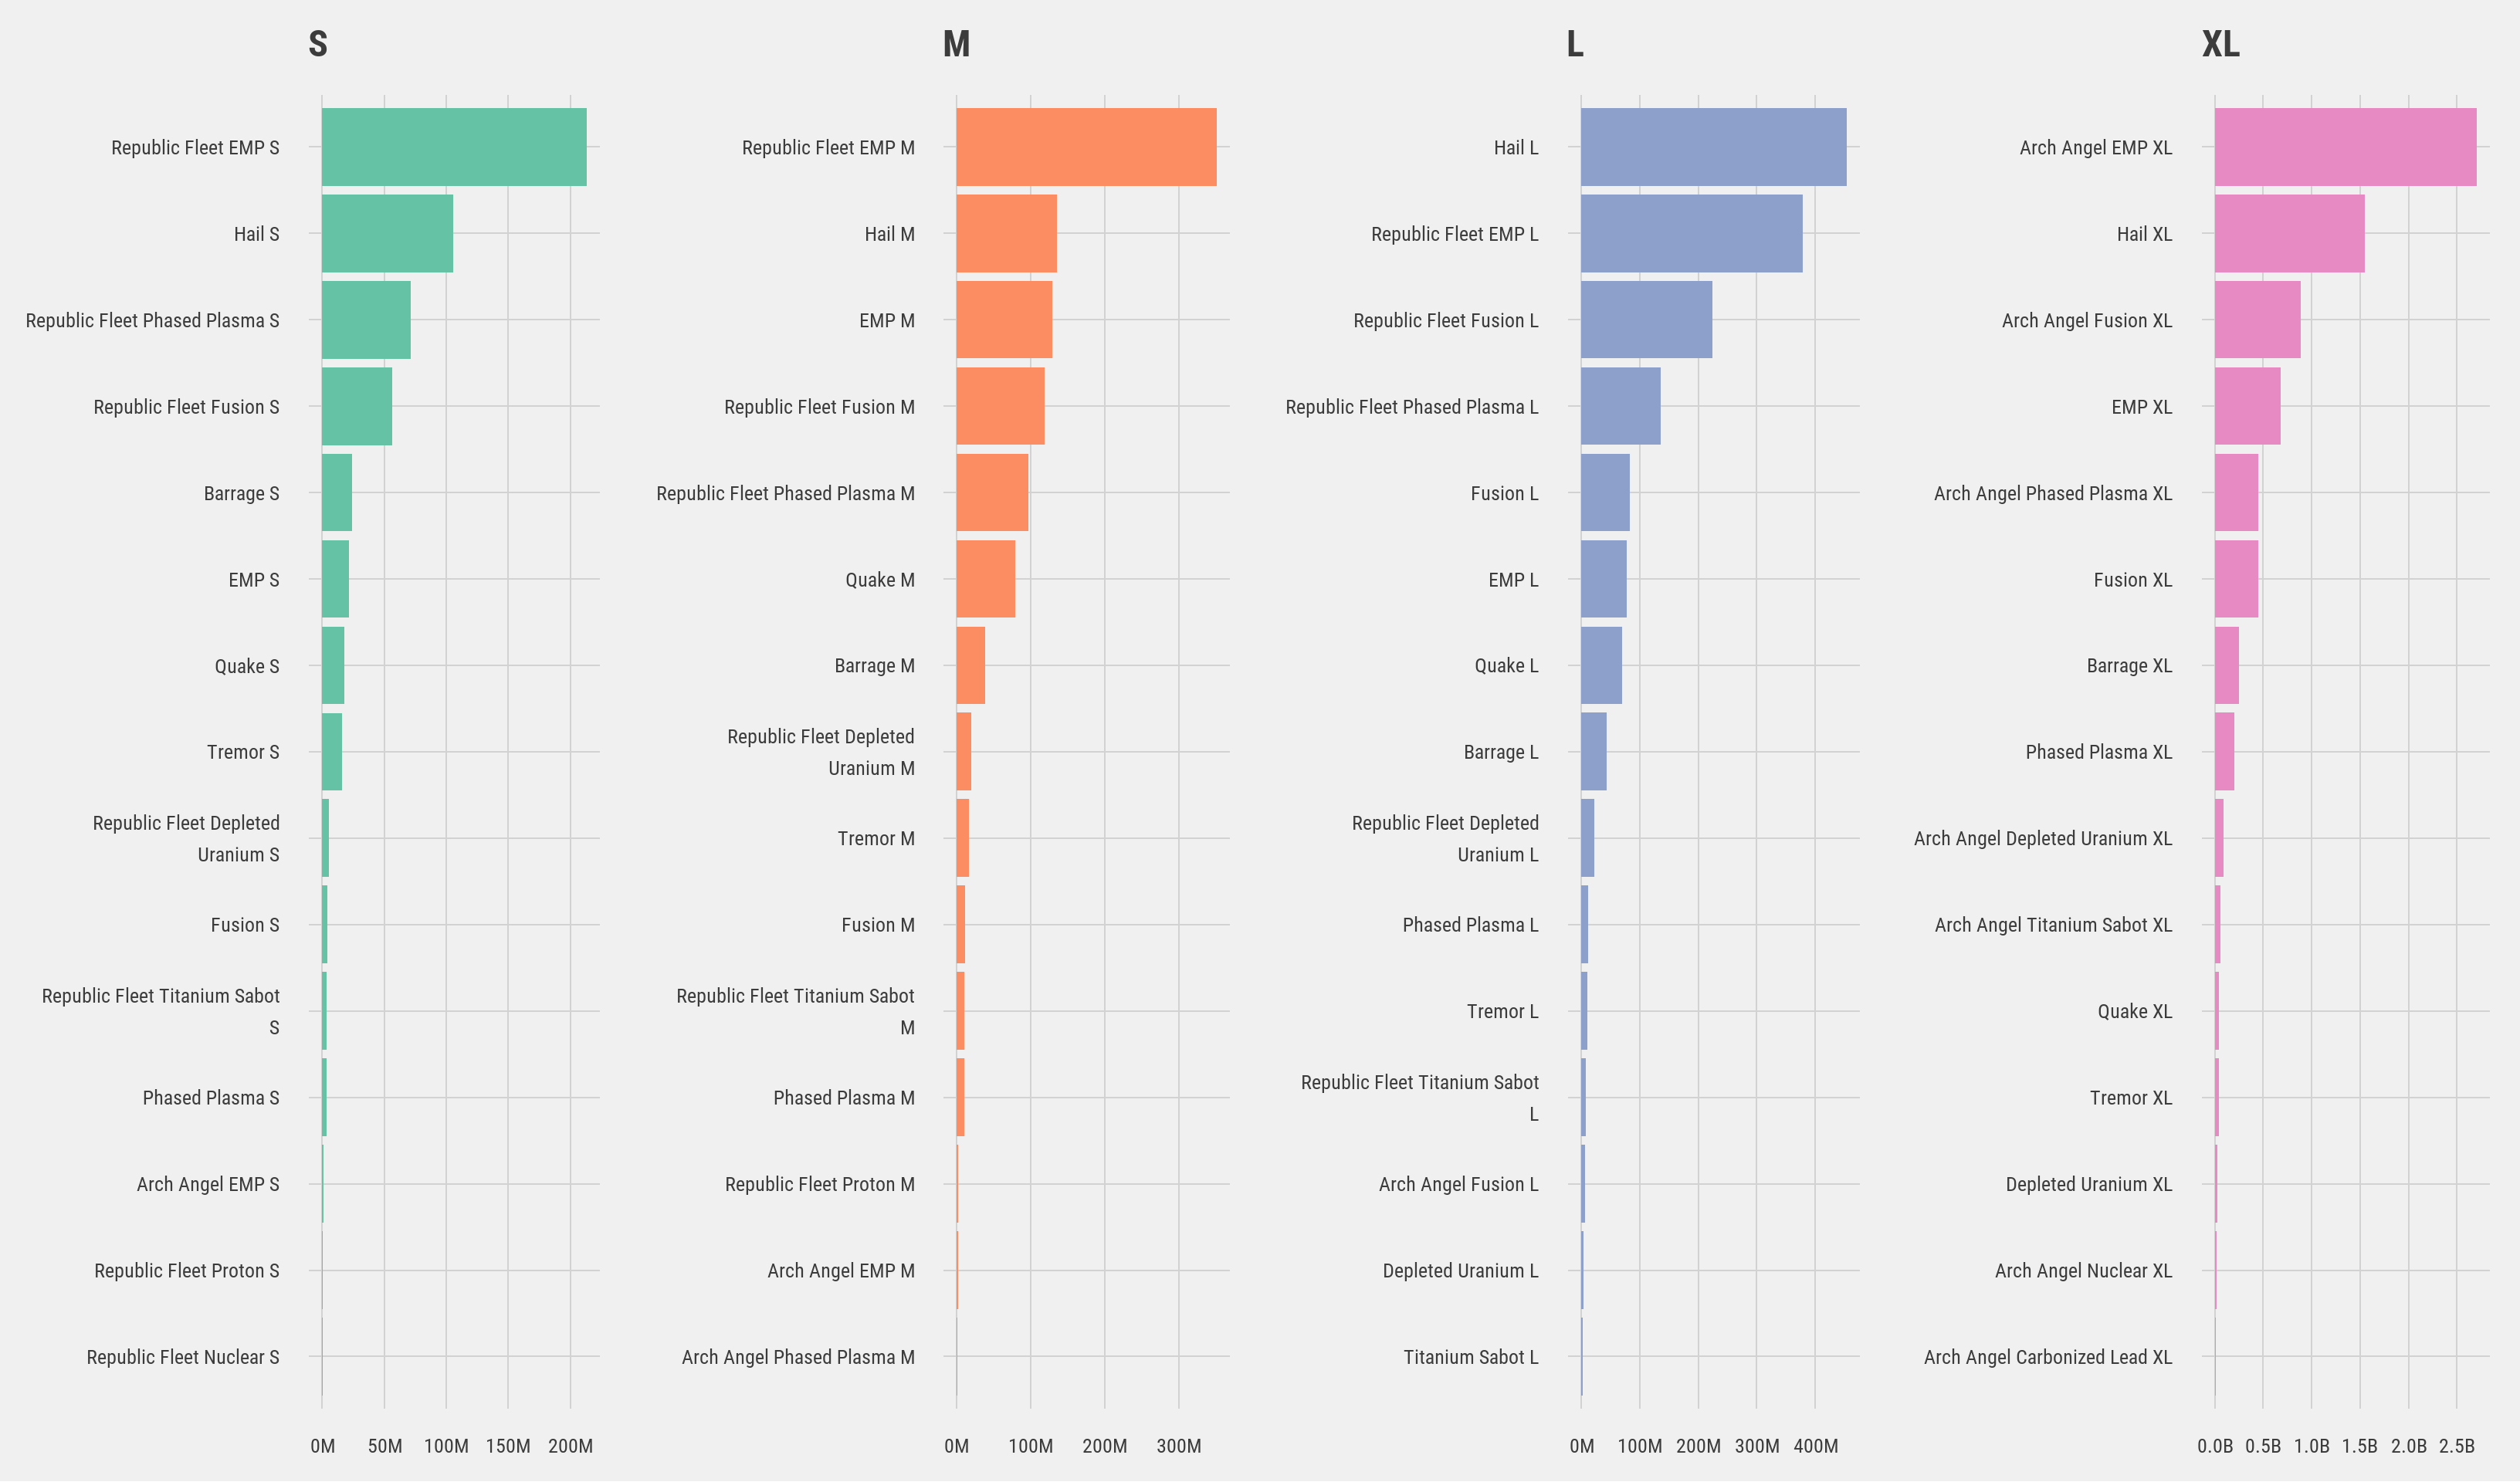 S
Republic Fleet EMP S
Hail S
Republic Fleet Phased Plasma S
Republic Fleet Fusion S
Barrage S
EMP S
Quake S
Tremor S
Republic Fleet Depleted
Uranium S
Fusion S
Republic Fleet Titanium Sabot
S
Phased Plasma S
Arch Angel EMP S
Republic Fleet Proton S
Republic Fleet Nuclear S
0M 50M 100M 150M 200M
M
Republic Fleet EMP M
Hail M
EMP M
Republic Fleet Fusion M
Republic Fleet Phased Plasma M
Quake M
Barrage M
Republic Fleet Depleted
Uranium M
Tremor M
Fusion M
Republic Fleet Titanium Sabot
M
Phased Plasma M
Republic Fleet Proton M
Arch Angel EMP M
Arch Angel Phased Plasma M
0M 100M 200M 300M
L
Hail L
Republic Fleet EMP L
Republic Fleet Fusion L
Republic Fleet Phased Plasma L
Fusion L
EMP L
Quake L
Barrage L
Republic Fleet Depleted
Uranium L
Phased Plasma L
Tremor L
Republic Fleet Titanium Sabot
L
Arch Angel Fusion L
Depleted Uranium L
Titanium Sabot L
0M 100M 200M 300M 400M
XL
Arch Angel EMP XL
Hail XL
Arch Angel Fusion XL
EMP XL
Arch Angel Phased Plasma XL
Fusion XL
Barrage XL
Phased Plasma XL
Arch Angel Depleted Uranium XL
Arch Angel Titanium Sabot XL
Quake XL
Tremor XL
Depleted Uranium XL
Arch Angel Nuclear XL
Arch Angel Carbonized Lead XL
0.0B 0.5B 1.0B 1.5B 2.0B 2.5B